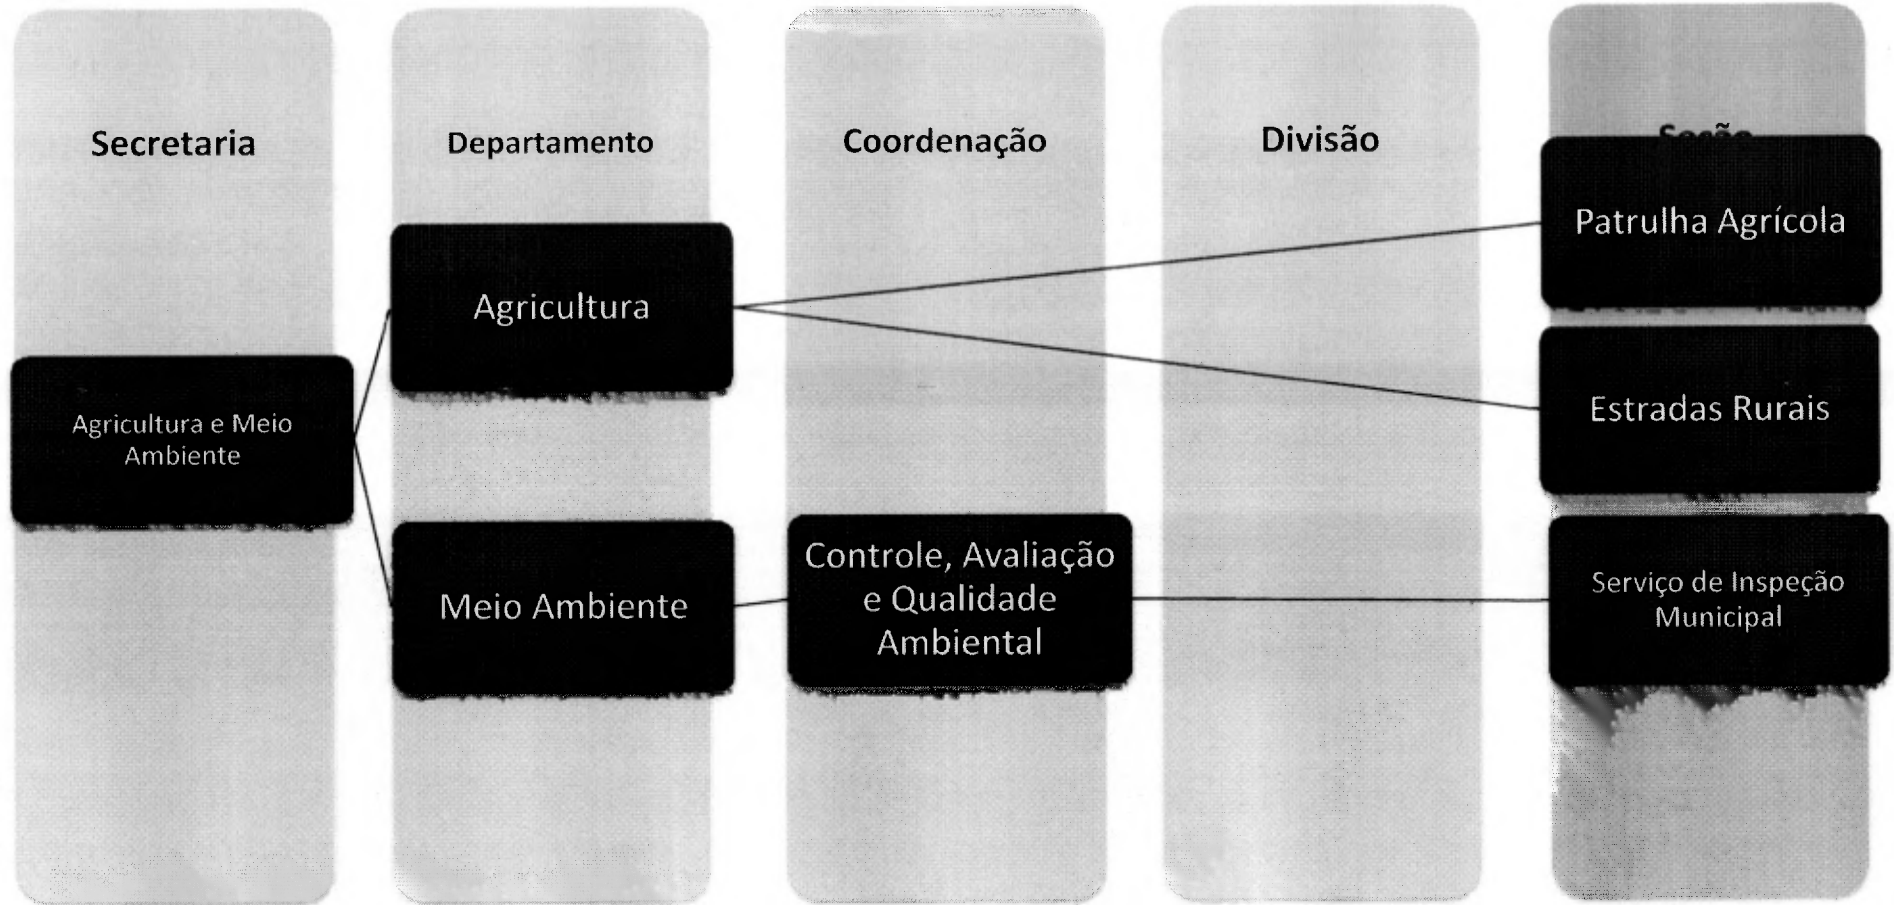 Secretaria
Departamento
Coordenação
Divisão
Seção
Patrulha Agrícola
Agricultura
Estradas Rurais
Agricultura e Meio
Ambiente
Meio Ambiente
Controle, Avaliação
e Qualidade
Ambiental
Serviço de Inspeção
Municipal